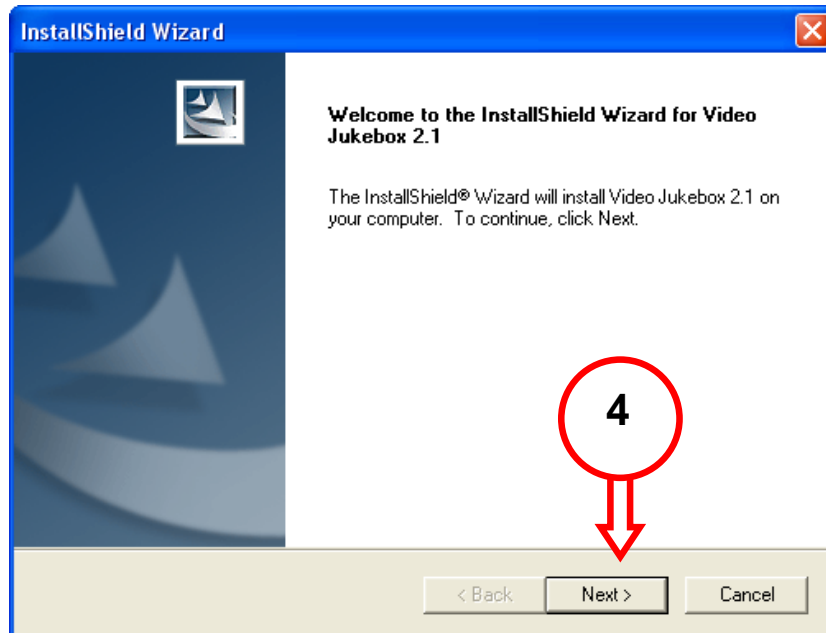 InstallShield Wizard
Welcome to the InstallShield Wizard for Video
Jukebox 2.1
The InstallShield® Wizard will install Video Jukebox 2.1 on
your computer.  To continue, click Next.
4
< Back
Next >
Cancel